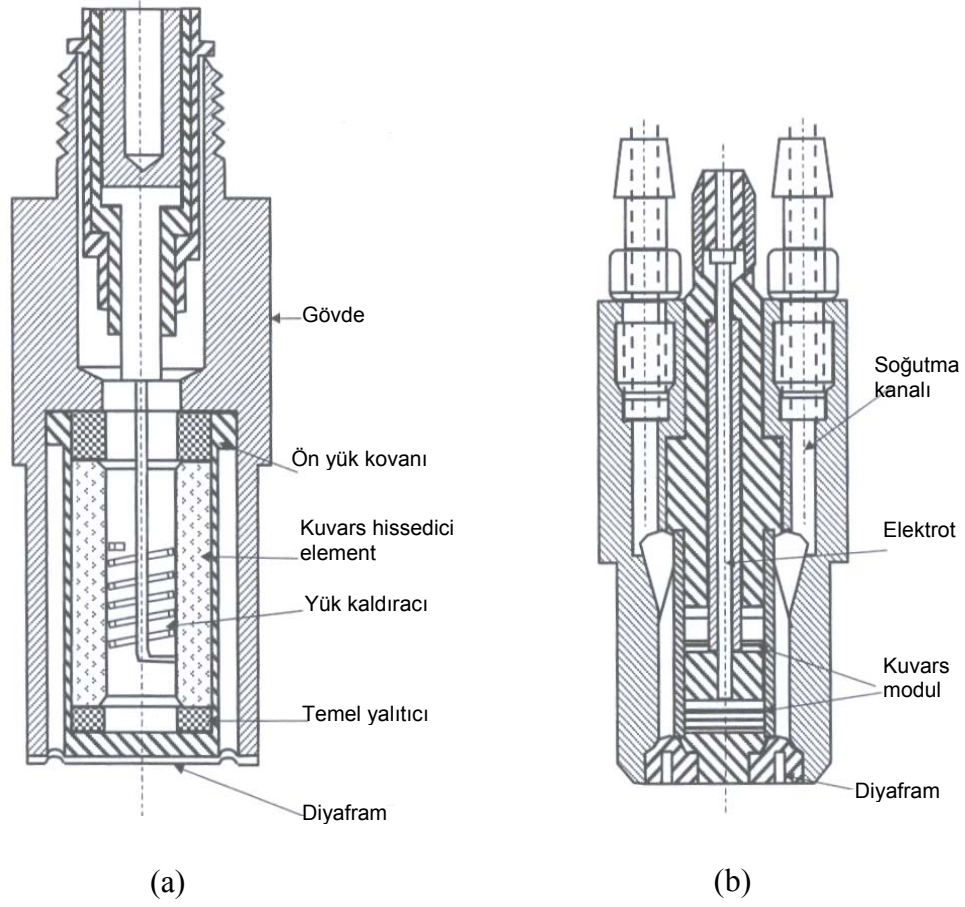 Gövde
Ön yük kovanı
Kuvars hissedici
element
Yük kaldıracı
Temel yalıtıcı
Diyafram
(a)
Soğutma
kanalı
Elektrot
Kuvars
modul
Diyafram
(b)